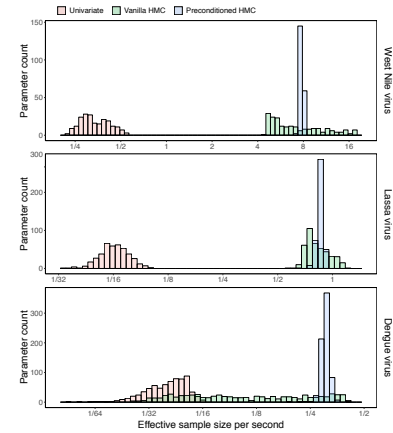 Univariate Vanilla HMC Preconditioned HMC
Parameter count
150
100
50
0
1/4 1/2 1 2 4 8 16
West Nile virus
Parameter count
300
200
100
0
1/32 1/16 1/8 1/4 1/2 1
Lassa virus
Parameter count
300
200
100
0
1/64 1/32 1/16 1/8 1/4 1/2
Dengue virus
Effective sample size per second